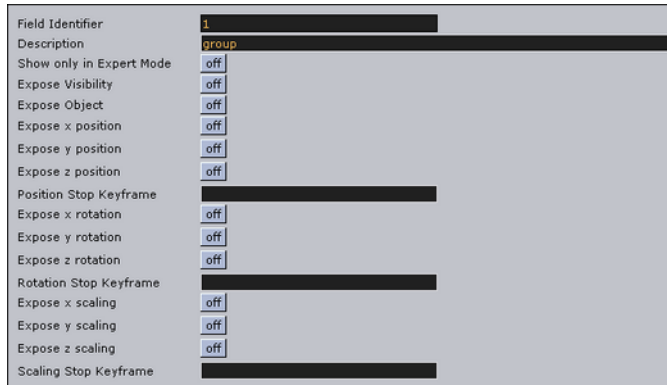 Field Identifier 1
Description group
Show only in Expert Mode off
Expose Visibility off
Expose Object off
Expose x position off
Expose y position off
Expose z position off
Position Stop Keyframe
Expose x rotation off
Expose y rotation off
Expose z rotation off
Rotation Stop Keyframe
Expose x scaling off
Expose y scaling off
Expose z scaling off
Scaling Stop Keyframe